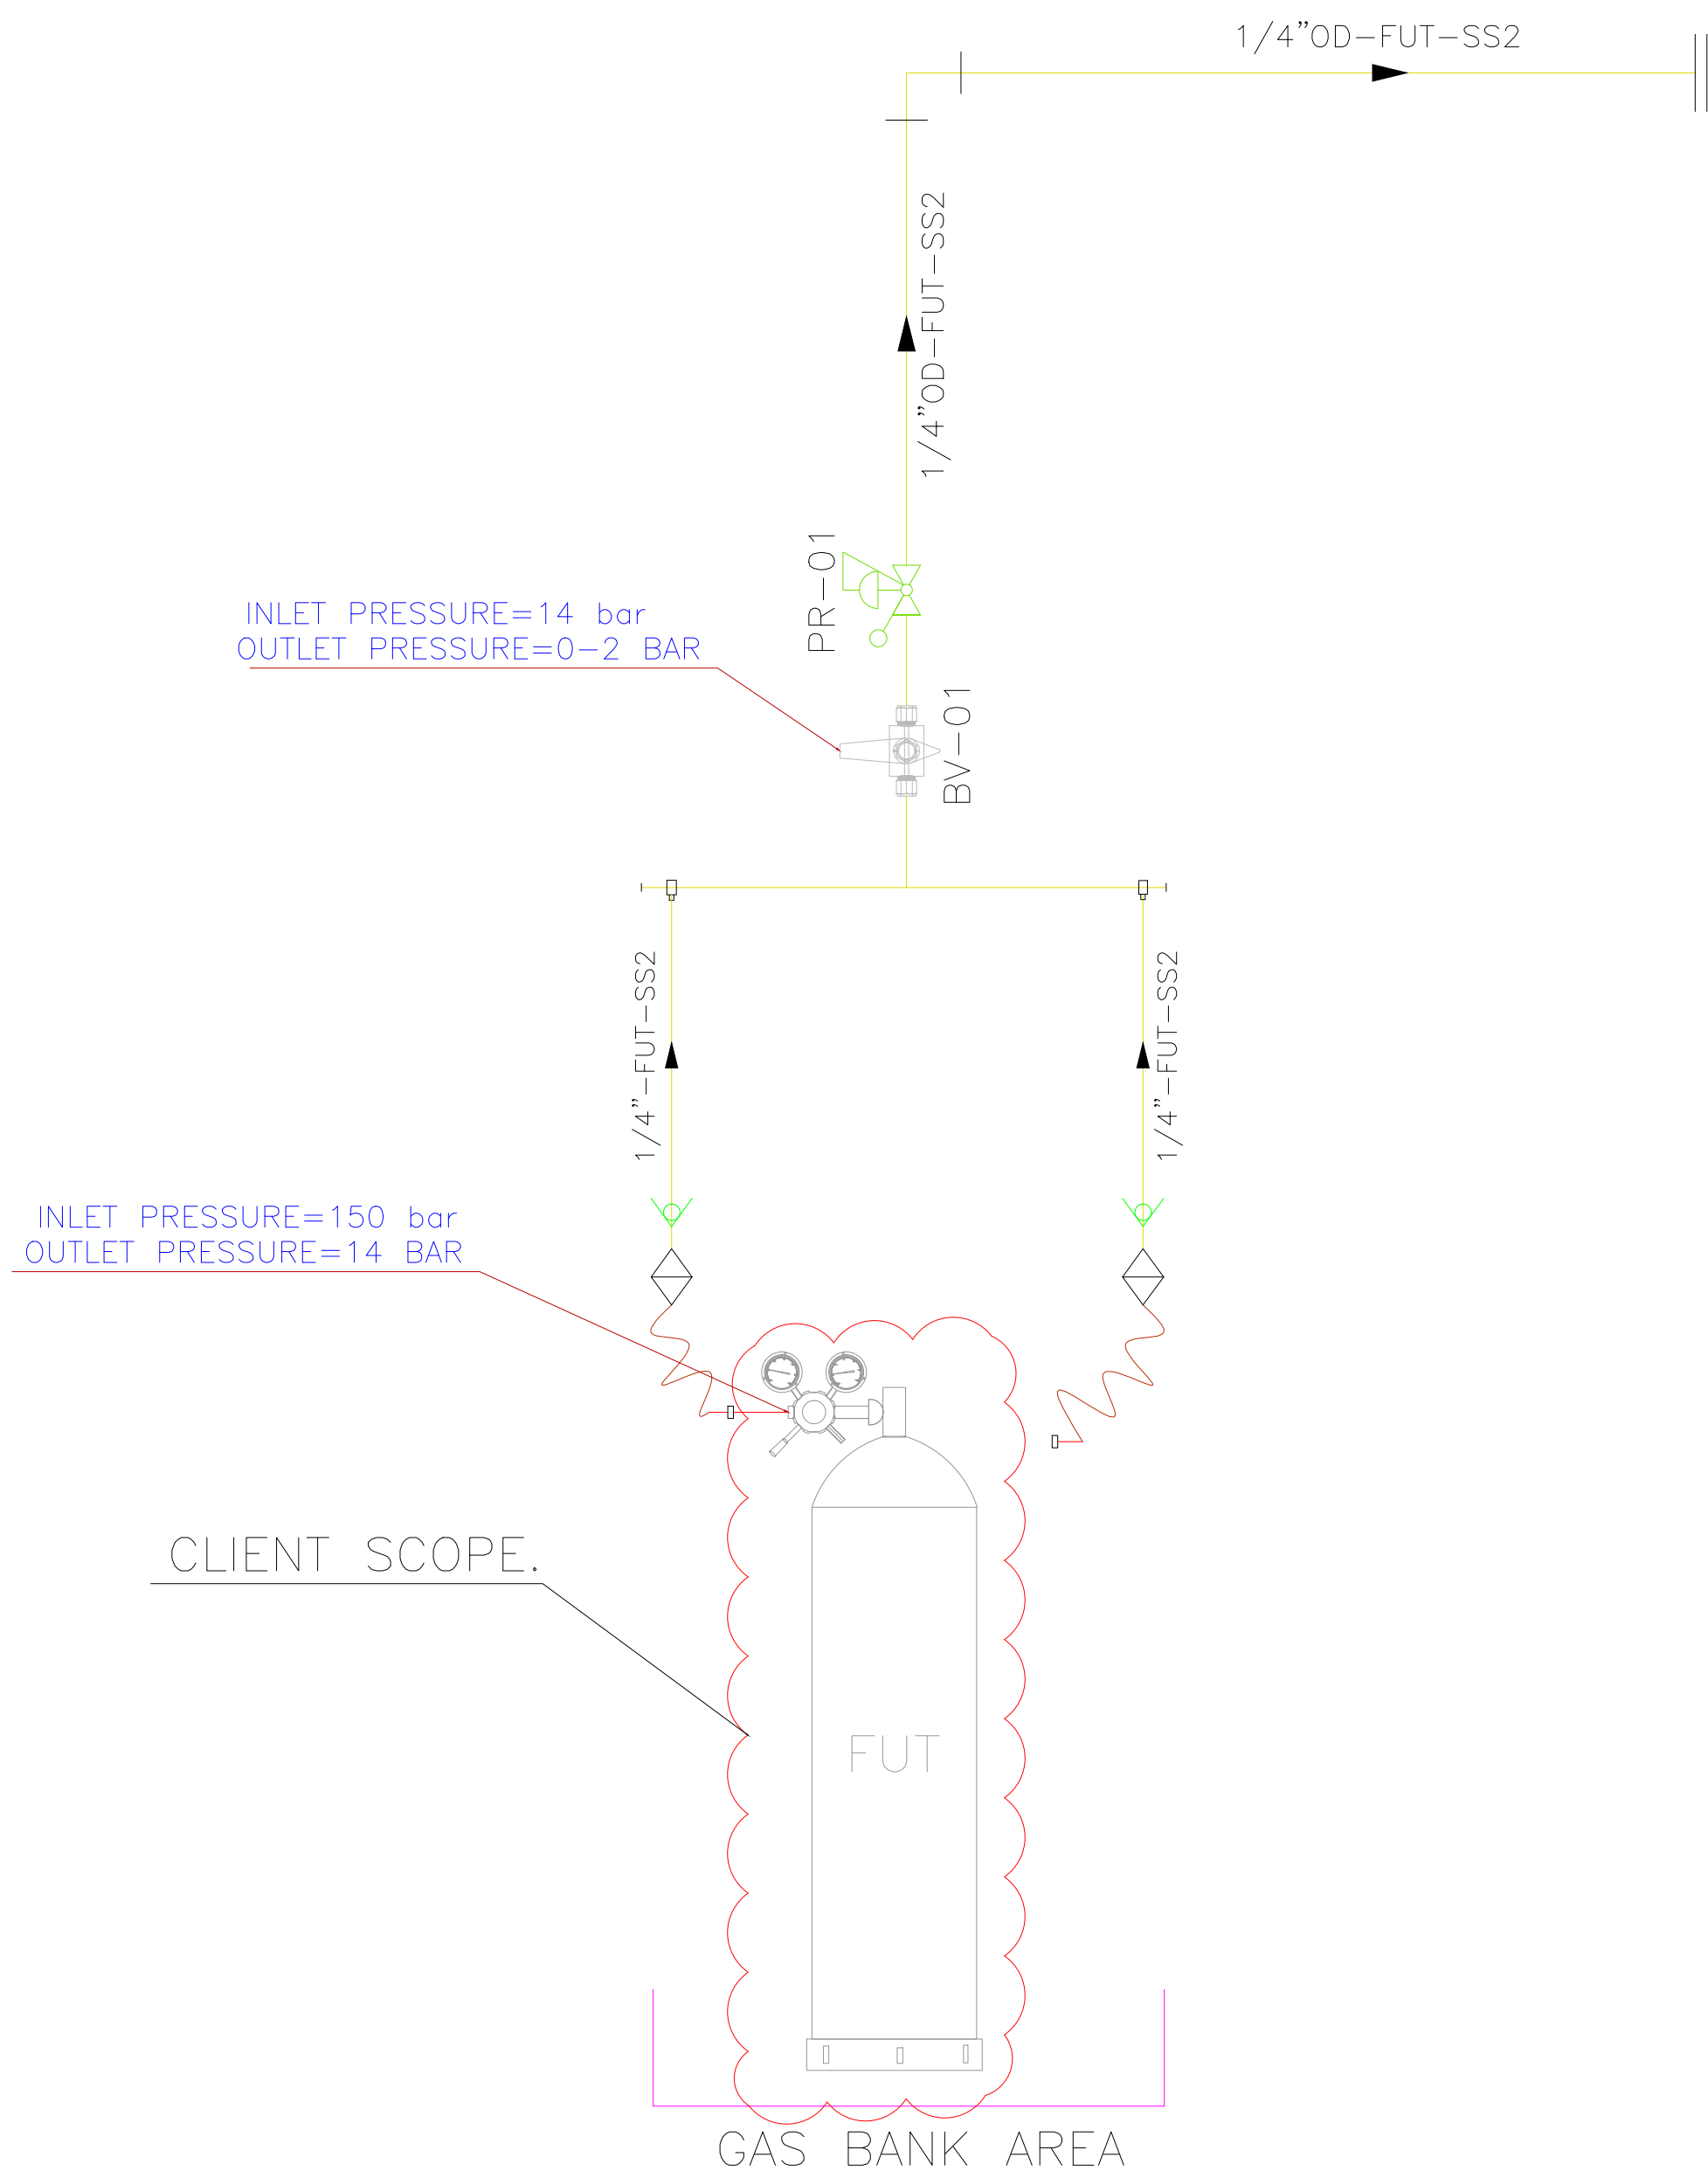 1/4"OD-FUT-SS2
1/4"OD-FUT-SS2
PR-01
INLET PRESSURE=14 bar
OUTLET PRESSURE=0-2 BAR
BV-01
1/4"-FUT-SS2
1/4"-FUT-SS2
INLET PRESSURE=150 bar
OUTLET PRESSURE=14 BAR
CLIENT SCOPE.
FUT
GAS BANK AREA